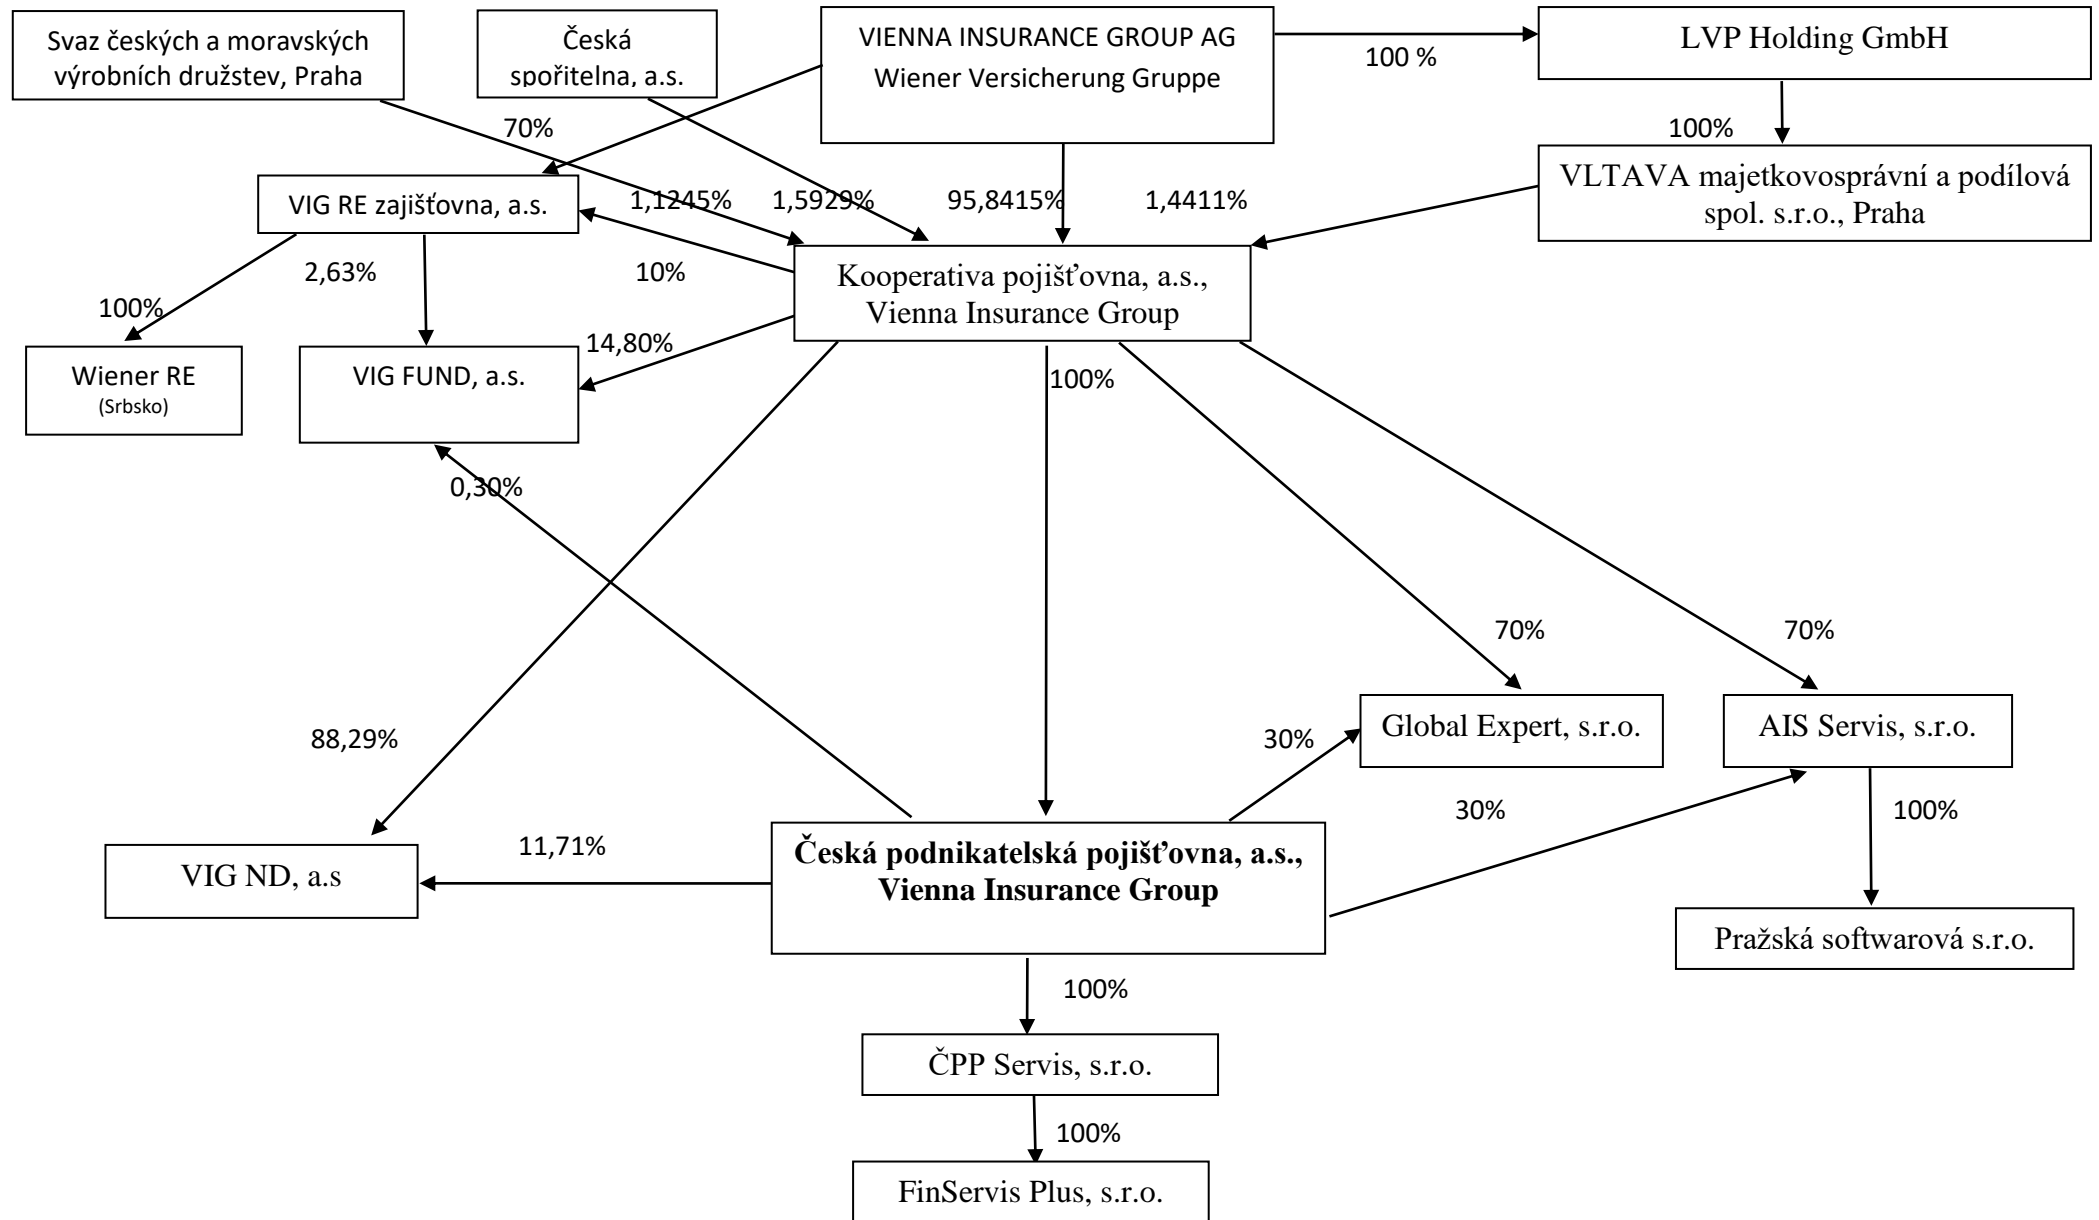 Svaz českých a moravských
výrobních družstev, Praha
Česká
spořitelna, a.s.
VIENNA INSURANCE GROUP AG
Wiener Versicherung Gruppe
100 %
LVP Holding GmbH
70%
100%
VLTAVA majetkovosprávní a podílová
spol. s.r.o., Praha
VIG RE zajišťovna, a.s.
1,1245%
1,5929%
95,8415%
1,4411%
2,63%
10%
Kooperativa pojišťovna, a.s.,
Vienna Insurance Group
100%
14,80%
Wiener RE
(Srbsko)
VIG FUND, a.s.
100%
0,30%
70%
70%
88,29%
30%
Global Expert, s.r.o.
AIS Servis, s.r.o.
30%
100%
11,71%
VIG ND, a.s
Česká podnikatelská pojišťovna, a.s.,
Vienna Insurance Group
Pražská softwarová s.r.o.
100%
ČPP Servis, s.r.o.
100%
FinServis Plus, s.r.o.